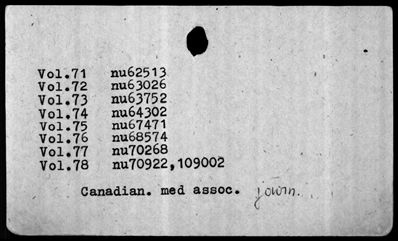 Vol.71 nu62513
Vol.72 nu63026
Vol.73 nu63752
Vol.74 nu64302
Vol.75 nu67471
Vol.76 nu68574
Vol.77 nu70268
Vol.78 nu70922,109002
Canadian. med assoc. journ.